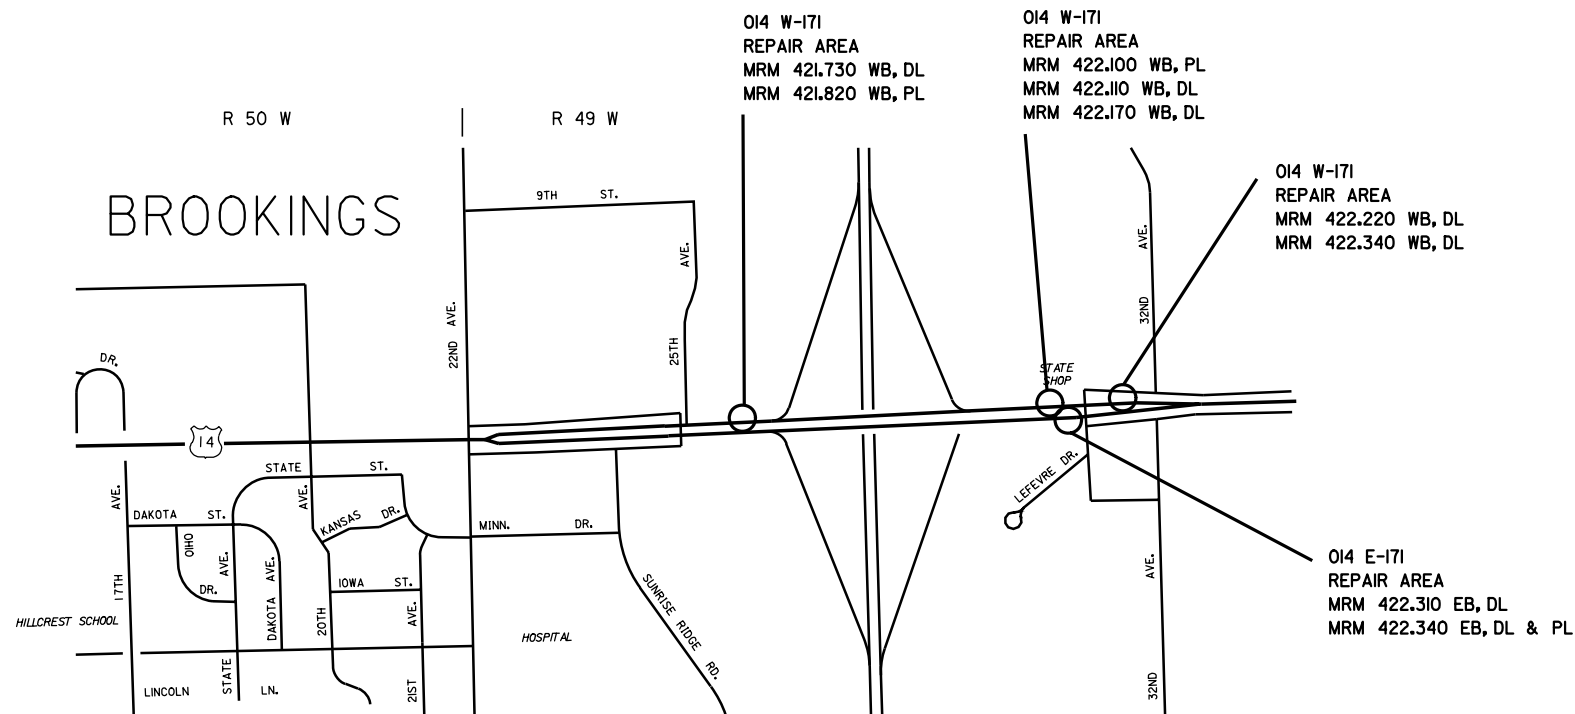 014 W-171
REPAIR AREA
MRM 421.730 WB, DL
MRM 421.820 WB, PL
014 W-171
REPAIR AREA
MRM 422.100 WB, PL
MRM 422.110 WB, DL
MRM 422.170 WB, DL
R 50 W
R 49 W
014 W-171
REPAIR AREA
MRM 422.220 WB, DL
MRM 422.340 WB, DL
BROOKINGS
9TH ST.
22ND AVE.
25TH AVE.
32ND AVE.
DR.
STATE
SHOP
14
STATE ST.
17TH AVE.
DAKOTA ST.
OHIO
DR.
STATE AVE.
DAKOTA AVE.
20TH AVE.
KANSAS DR.
IOWA ST.
21ST AVE.
MINN. DR.
SUNRISE RIDGE RD.
LEFEVRE DR.
32ND AVE.
HILLCREST SCHOOL
HOSPITAL
LINCOLN LN.
014 E-171
REPAIR AREA
MRM 422.310 EB, DL
MRM 422.340 EB, DL & PL